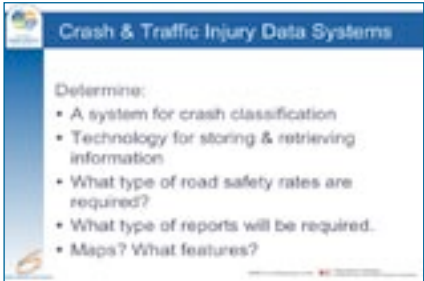 Crash & Traffic Injury Data Systems
Determine:
• A system for crash classification
• Technology for storing & retrieving
information
• What type of road safety rates are
required?
• What type of reports will be required.
• Maps? What features?